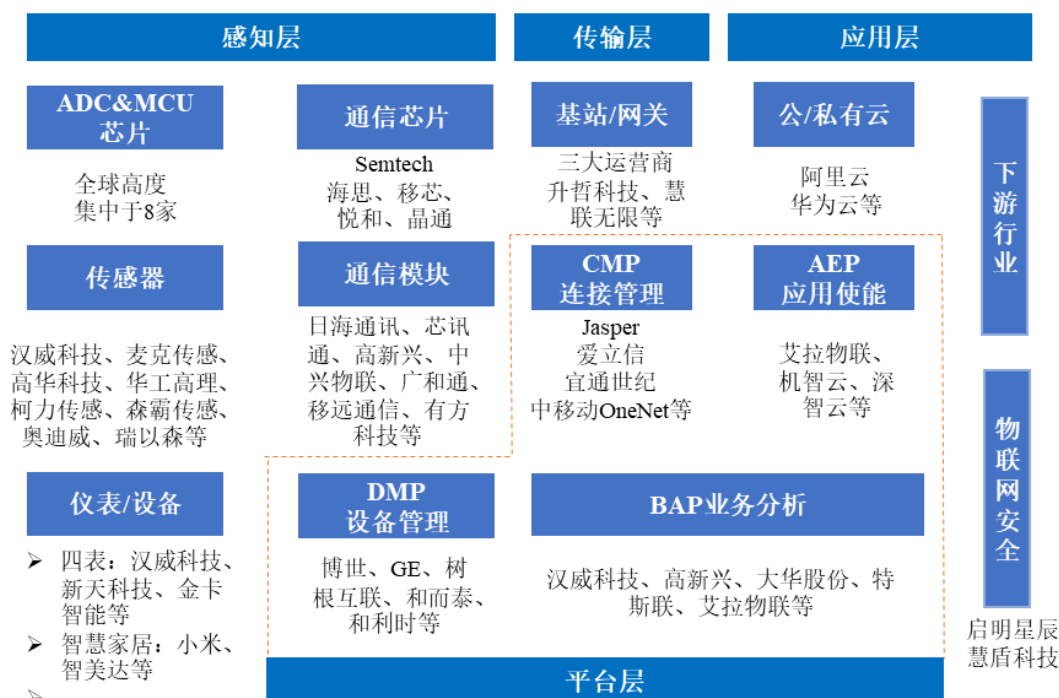 感知层
传输层
应用层
ADC&MCU
芯片
全球高度
集中于8家
通信芯片
Semtech
海思、移芯、
悦和、晶通
基站/网关
三大运营商
升哲科技、慧
联无限等
公/私有云
阿里云
华为云等
下游行业
传感器
汉威科技、麦克传感、
高华科技、华工高理、
柯力传感、森霸传感、
奥迪威、瑞以森等
通信模块
日海通讯、芯讯
通、高新兴、中
兴物联、广和通、
移远通信、有方
科技等
CMP
连接管理
Jasper
爱立信
宜通世纪
中移动OneNet等
AEP
应用使能
艾拉物联、
机智云、深
智云等
物联网安全
启明星辰
慧盾科技
仪表/设备
➢ 四表：汉威科技、
新天科技、金卡
智能等
➢ 智慧家居：小米、
智美达等
DMP
设备管理
博世、GE、树
根互联、和而泰、
和利时等
BAP业务分析
汉威科技、高新兴、大华股份、特
斯联、艾拉物联等
平台层